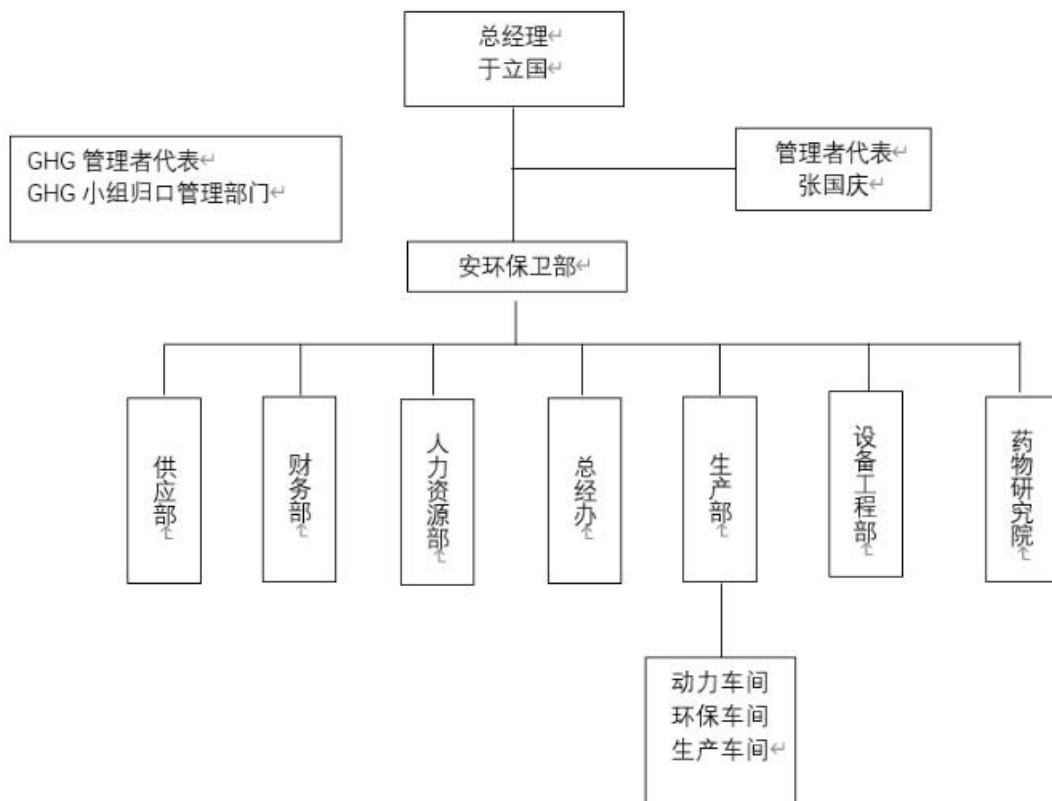 总经理
于立国
GHG 管理者代表
GHG 小组归口管理部门
管理者代表
张国庆
安环保卫部
供应部
财务部
人力资源部
总经办
生产部
设备工程部
药物研究院
动力车间
环保车间
生产车间